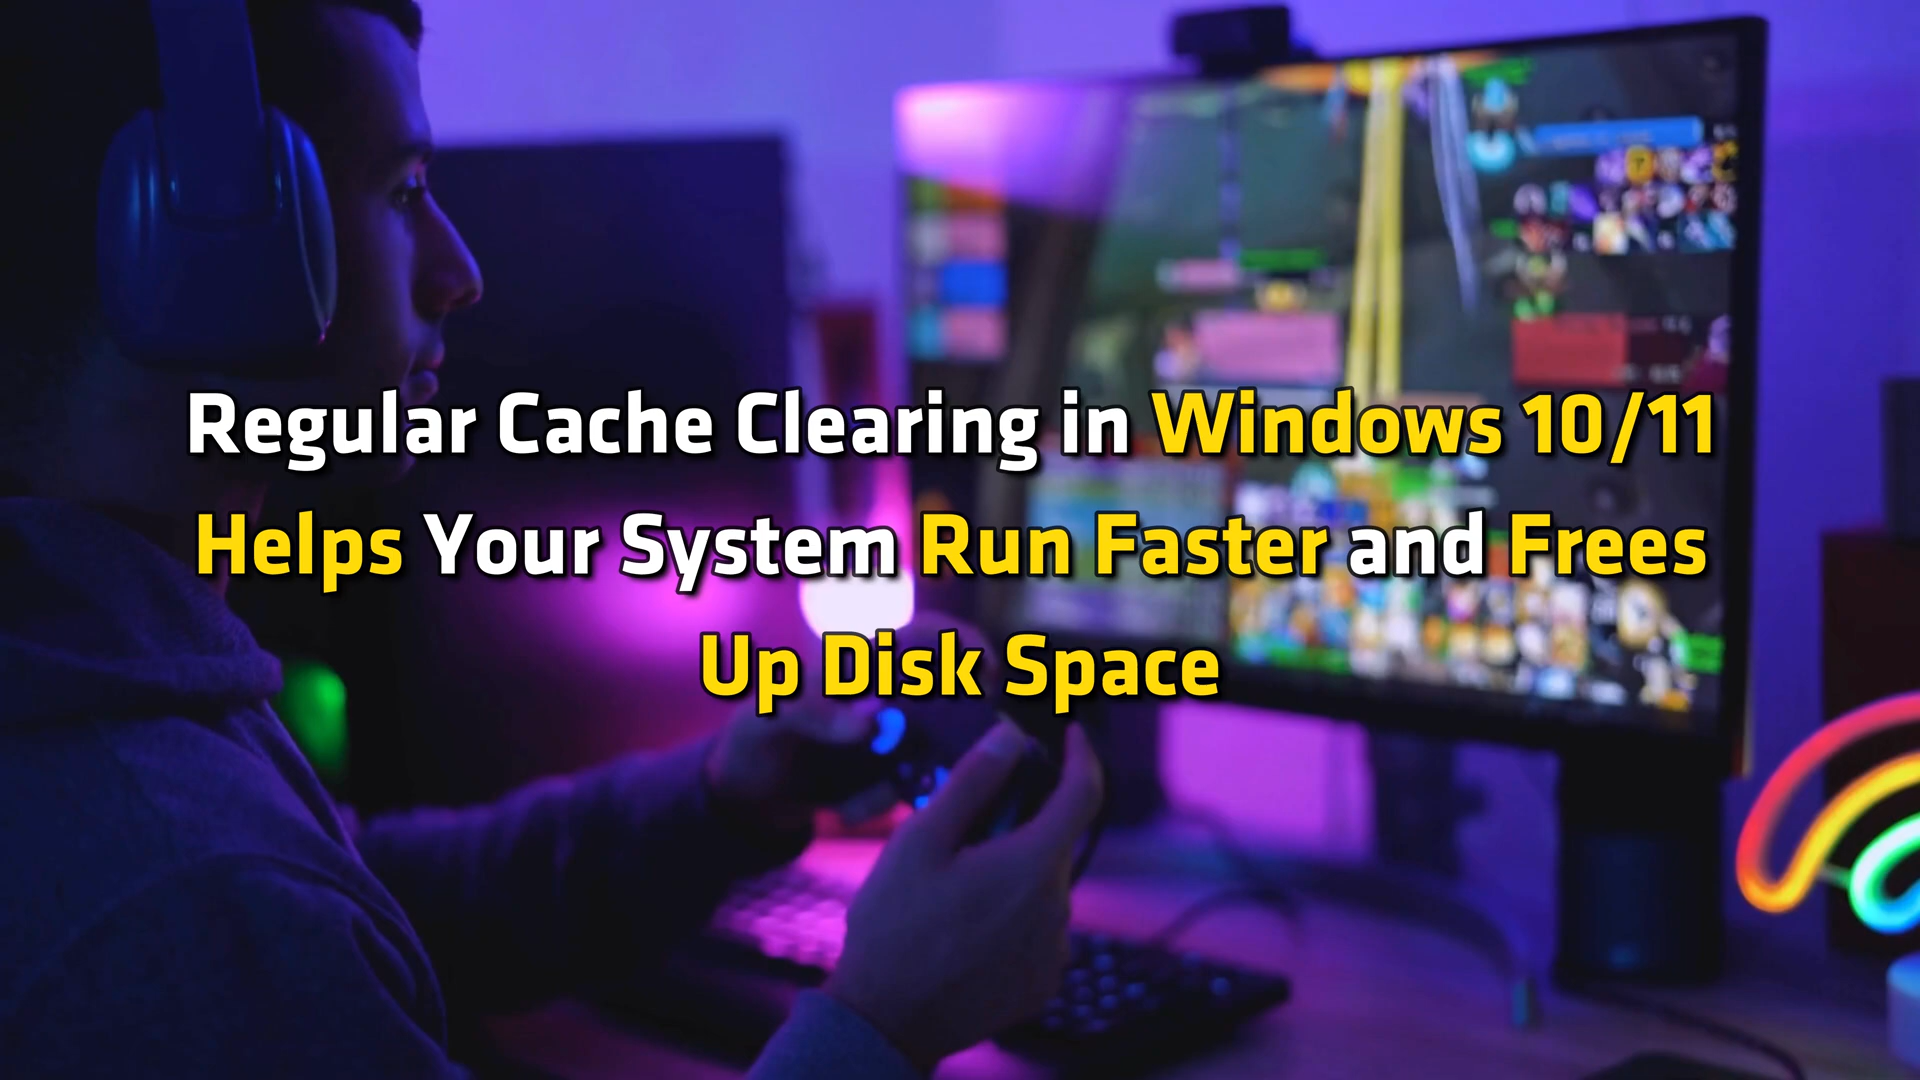 Regular Cache Clearing in Windows 10/11
Helps Your System Run Faster and Frees
Up Disk Space